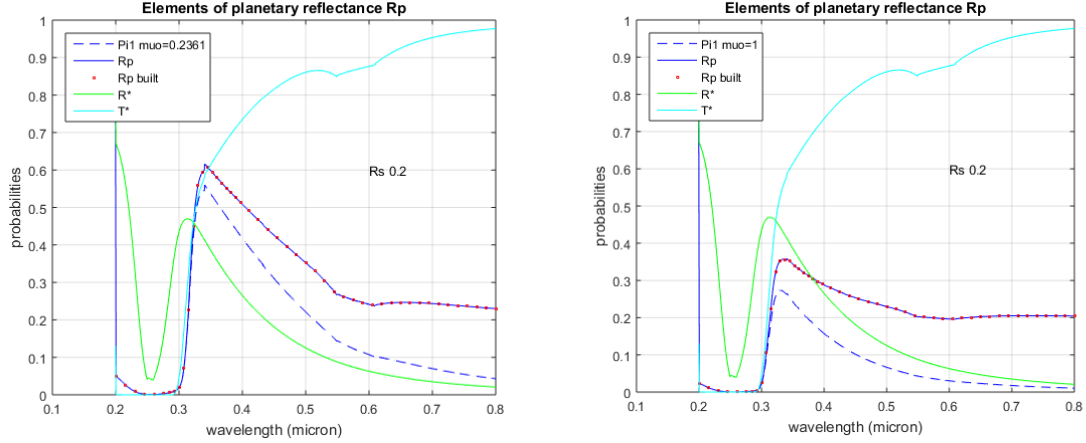 Elements of planetary reflectance Rp
1
0.9
0.8
0.7
0.6
0.5
0.4
0.3
0.2
0.1
0
probabilities
Pi1 muo=0.2361
Rp
Rp built
R*
T*
Rs 0.2
0.1 0.2 0.3 0.4 0.5 0.6 0.7 0.8
wavelength (micron)
Elements of planetary reflectance Rp
1
0.9
0.8
0.7
0.6
0.5
0.4
0.3
0.2
0.1
0
probabilities
Pi1 muo=1
Rp
Rp built
R*
T*
Rs 0.2
0.1 0.2 0.3 0.4 0.5 0.6 0.7 0.8
wavelength (micron)